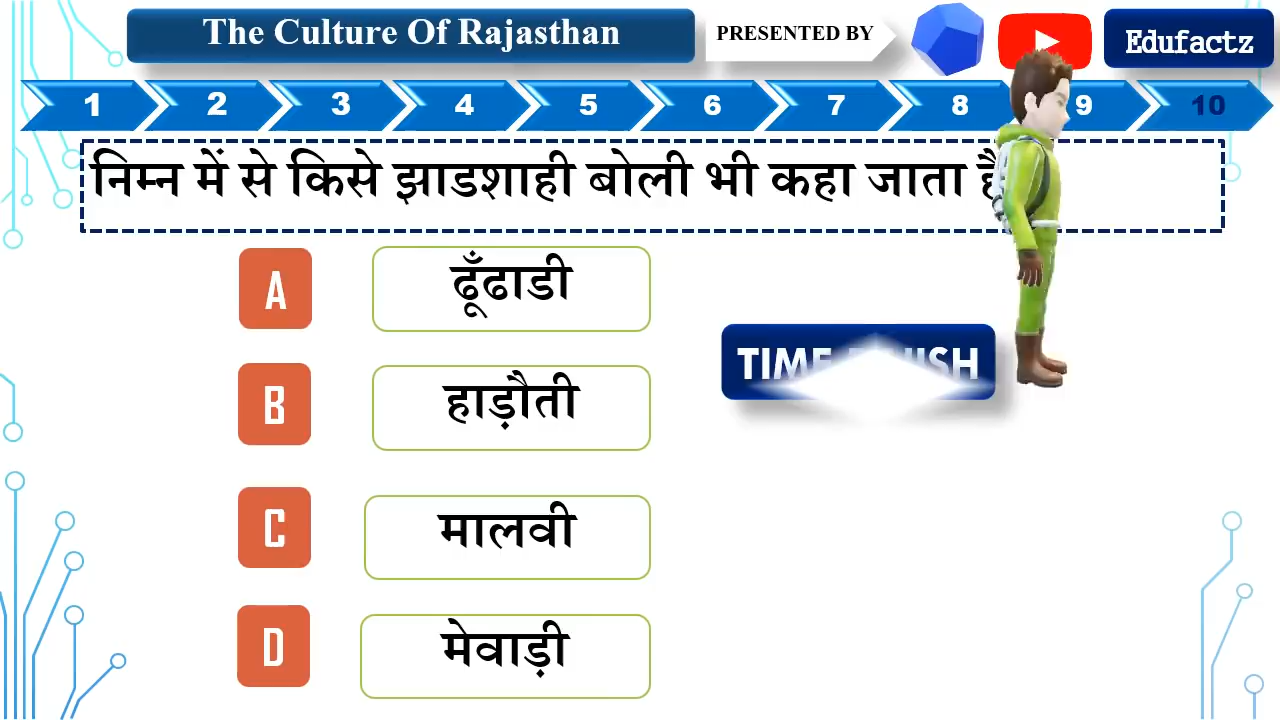 The Culture Of Rajasthan
PRESENTED BY
Edufactz
1 2 3 4 5 6 7 8 9 10
निम्न में से किसे झाडशाही बोली भी कहा जाता है
A ढूँढाडी
TIME
B हाड़ौती
C मालवी
D मेवाड़ी